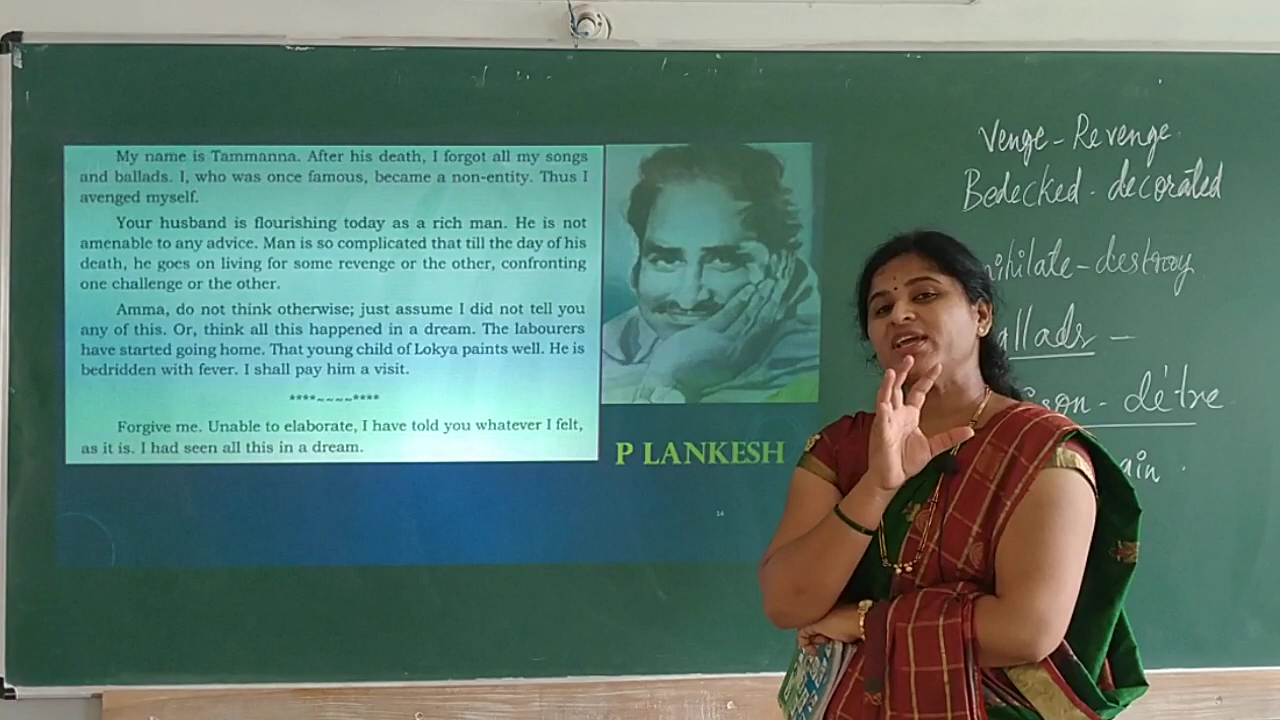 My name is Tammanna. After his death, I forgot all my songs
and ballads. I, who was once famous, became a non-entity. Thus I
avenged myself.
Your husband is flourishing today as a rich man. He is not
amenable to any advice. Man is so complicated that till the day of his
death, he goes on living for some revenge or the other, confronting
one challenge or the other.
Amma, do not think otherwise; just assume I did not tell you
any of this. Or, think all this happened in a dream. The labourers
have started going home. That young child of Lokya paints well. He is
bedridden with fever. I shall pay him a visit.
****~~~~****
Forgive me. Unable to elaborate, I have told you whatever I felt,
as it is. I had seen all this in a dream.
P LANKESH
14
Venge - Revenge.
Bedecked - decorated
nihilate - destroy
allads -
ison - de'tre
ain.